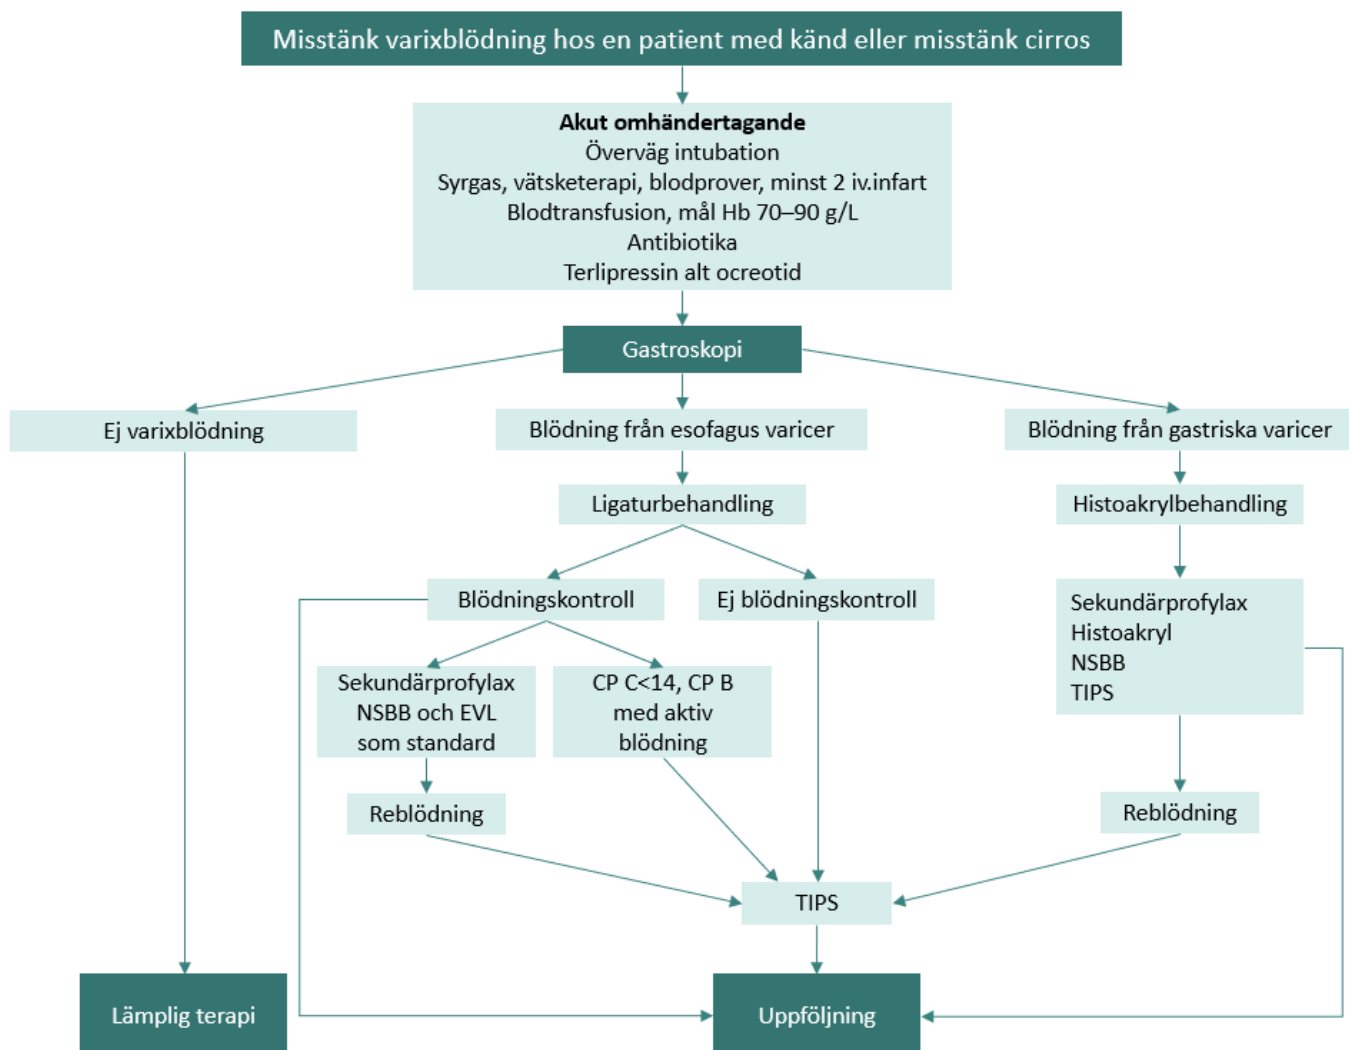 Misstänk varixblödning hos en patient med känd eller misstänk cirros
Akut omhändertagande
Överväg intubation
Syrgas, vätsketerapi, blodprover, minst 2 iv.infart
Blodtransfusion, mål Hb 70–90 g/L
Antibiotika
Terlipressin alt ocreotid
Gastroskopi
Ej varixblödning
Blödning från esofagus varicer
Blödning från gastriska varicer
Ligaturbehandling
Histoakrylbehandling
Blödningskontroll
Ej blödningskontroll
Sekundärprofylax
NSBB och EVL
som standard
CP C<14, CP B
med aktiv
blödning
Sekundärprofylax
Histoakryl
NSBB
TIPS
Reblödning
Reblödning
TIPS
Lämplig terapi
Uppföljning